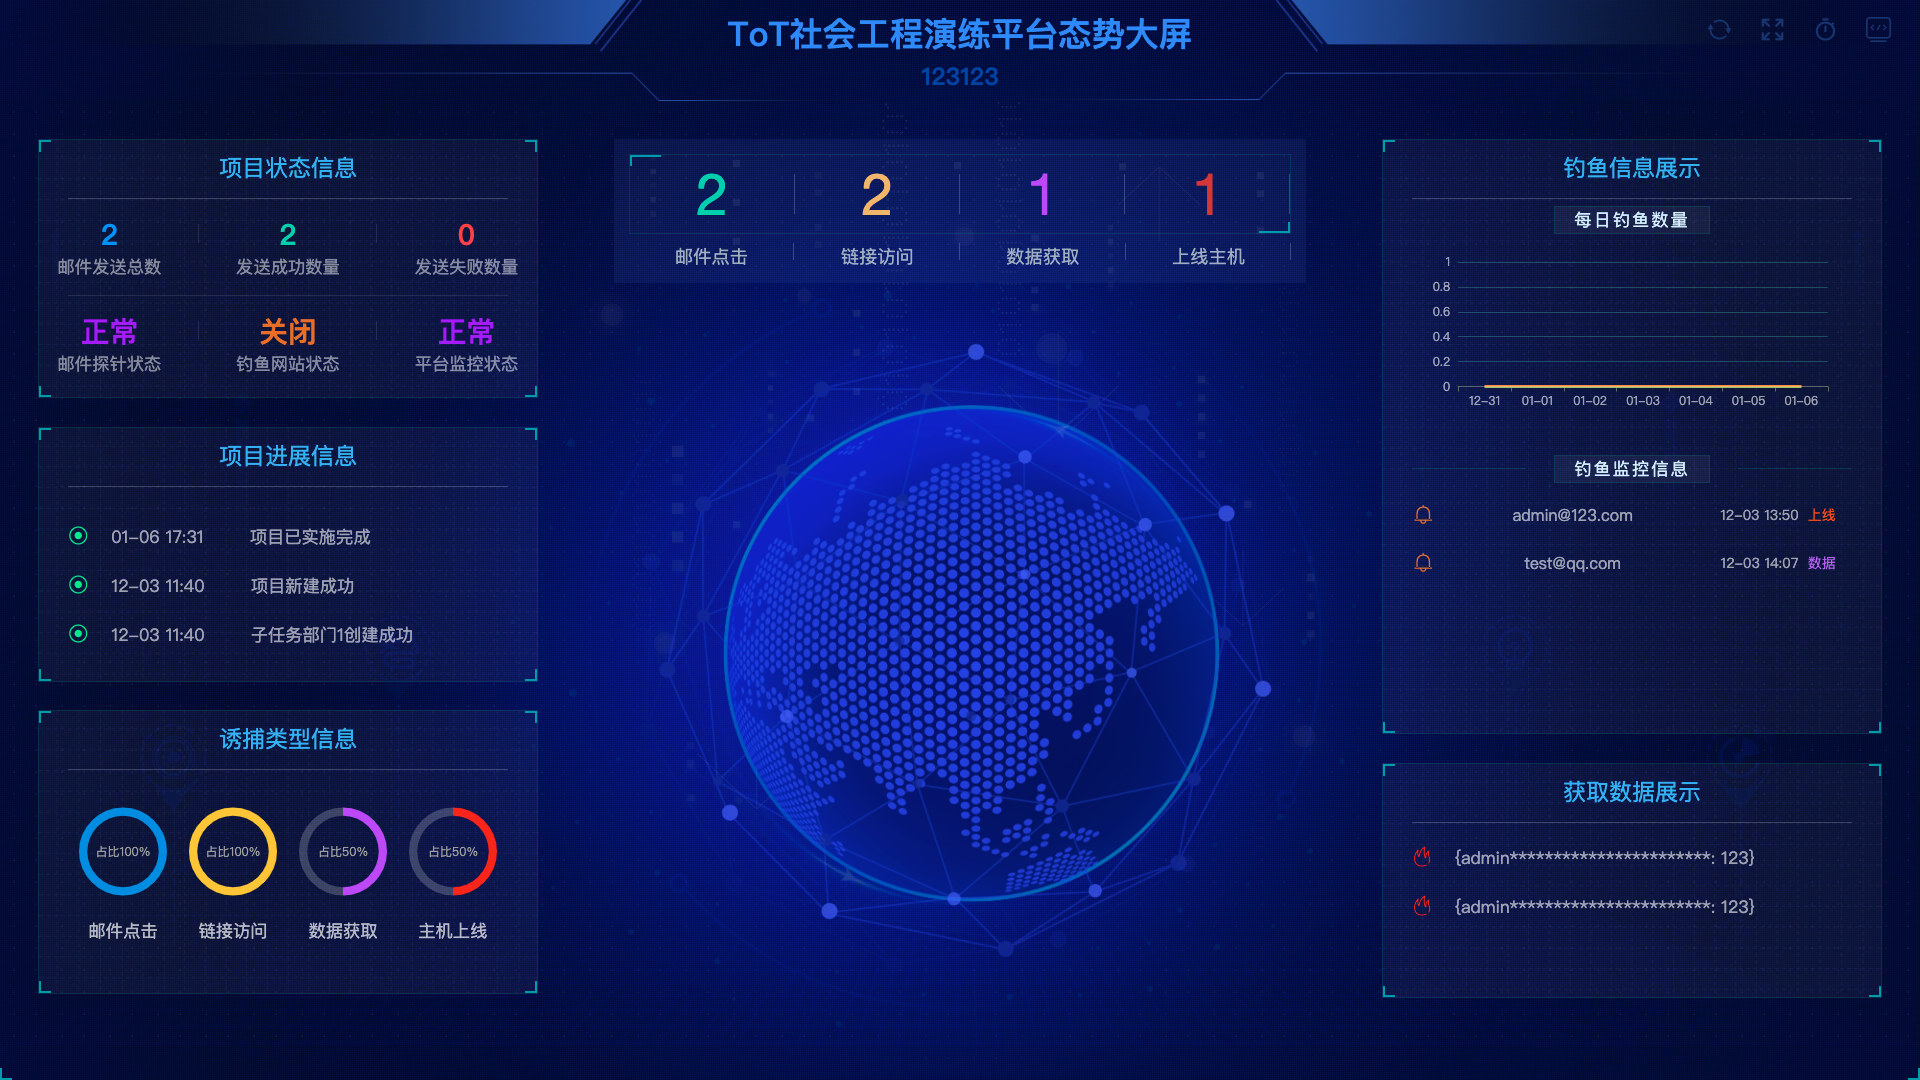 ToT社会工程演练平台态势大屏
123123
项目状态信息
2 2 0
邮件发送总数 发送成功数量 发送失败数量
正常 关闭 正常
邮件探针状态 钓鱼网站状态 平台监控状态
项目进展信息
01-06 17:31 项目已实施完成
12-03 11:40 项目新建成功
12-03 11:40 子任务部门1创建成功
诱捕类型信息
占比100% 占比100% 占比50% 占比50%
邮件点击 链接访问 数据获取 主机上线
2 2 1 1
邮件点击 链接访问 数据获取 上线主机
钓鱼信息展示
每日钓鱼数量
1
0.8
0.6
0.4
0.2
0
12-31 01-01 01-02 01-03 01-04 01-05 01-06
钓鱼监控信息
admin@123.com 12-03 13:50 上线
test@qq.com 12-03 14:07 数据
获取数据展示
{admin***********************: 123}
{admin***********************: 123}